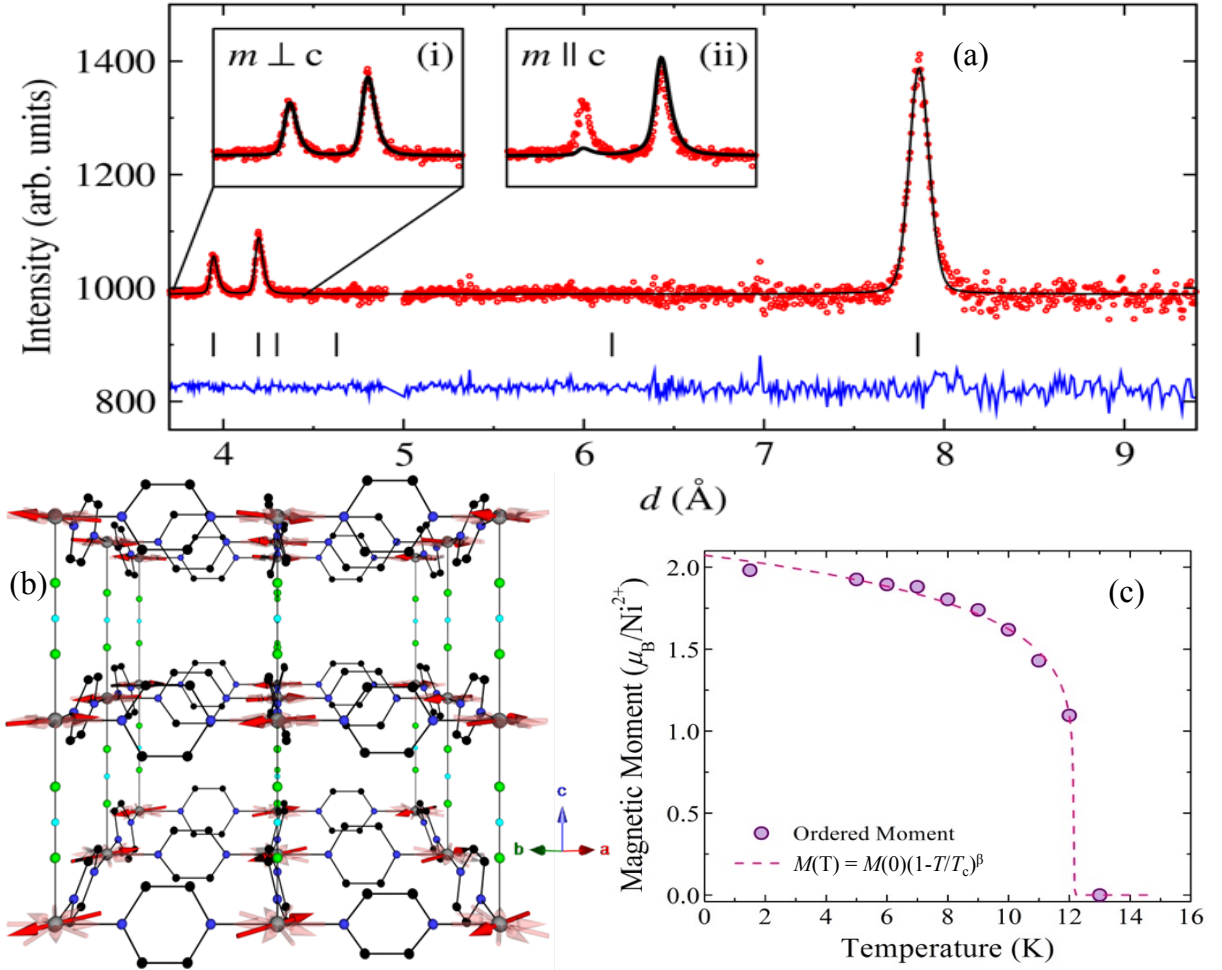 m ⊥ c (i)
m || c (ii)
(a)
1400
1200
1000
800
Intensity (arb. units)
4 5 6 7 8 9
d (Å)
(b)
c
b a
(c)
2.0
1.5
1.0
0.5
0.0
Magnetic Moment (μB/Ni²⁺)
Ordered Moment
M(T) = M(0)(1-T/Tc)^β
0 2 4 6 8 10 12 14 16
Temperature (K)